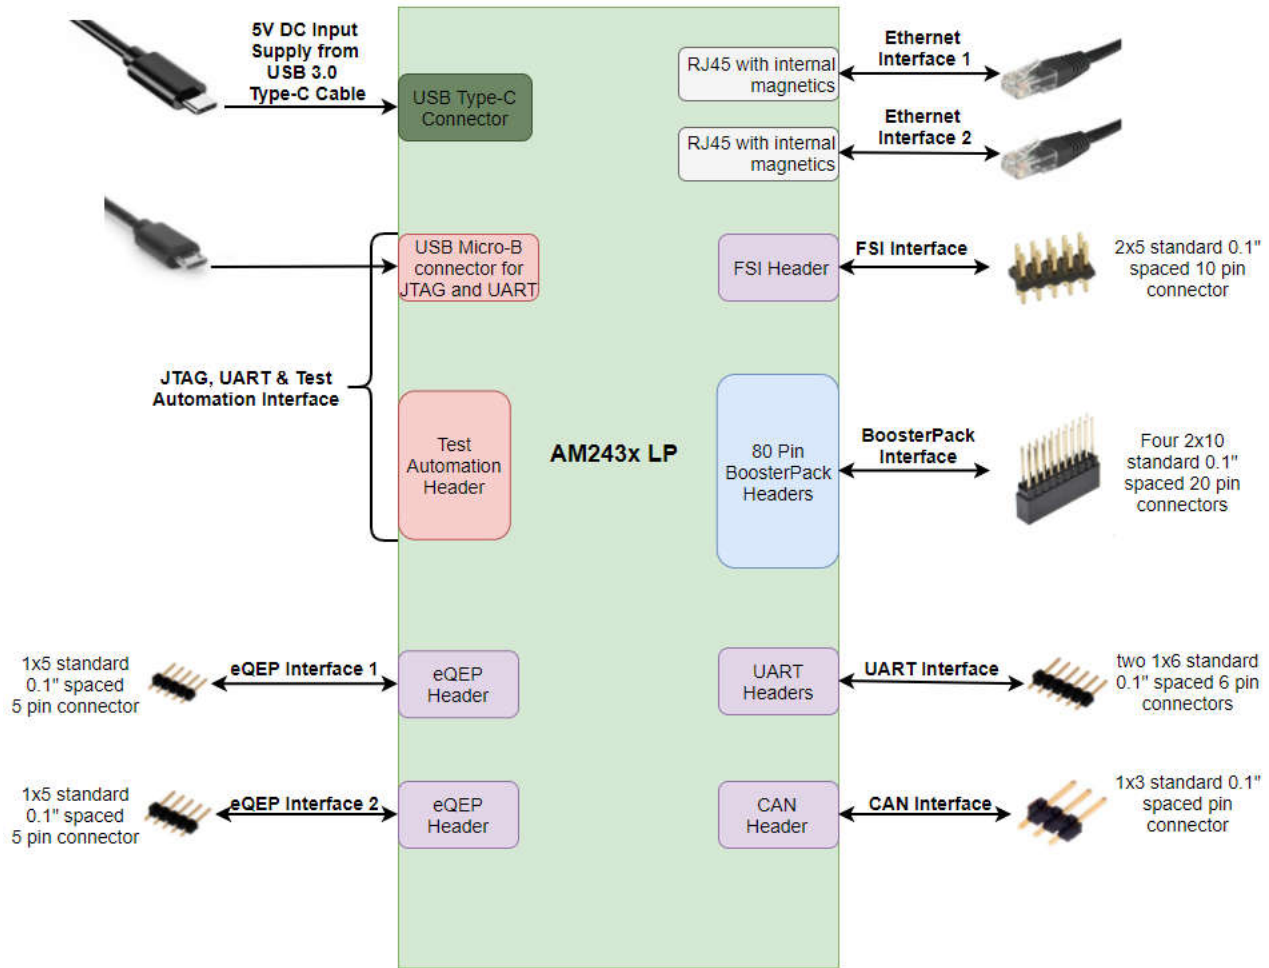 5V DC Input
Supply from
USB 3.0
Type-C Cable
USB Type-C
Connector
RJ45 with internal
magnetics
Ethernet
Interface 1
RJ45 with internal
magnetics
Ethernet
Interface 2
USB Micro-B
connector for
JTAG and UART
FSI Header
FSI Interface
2x5 standard 0.1"
spaced 10 pin
connector
JTAG, UART & Test
Automation Interface
Test
Automation
Header
AM243x LP
80 Pin
BoosterPack
Headers
BoosterPack
Interface
Four 2x10
standard 0.1"
spaced 20 pin
connectors
1x5 standard
0.1" spaced
5 pin connector
eQEP Interface 1
eQEP
Header
UART
Headers
UART Interface
two 1x6 standard
0.1" spaced 6 pin
connectors
1x5 standard
0.1" spaced
5 pin connector
eQEP Interface 2
eQEP
Header
CAN
Header
CAN Interface
1x3 standard 0.1"
spaced pin
connector